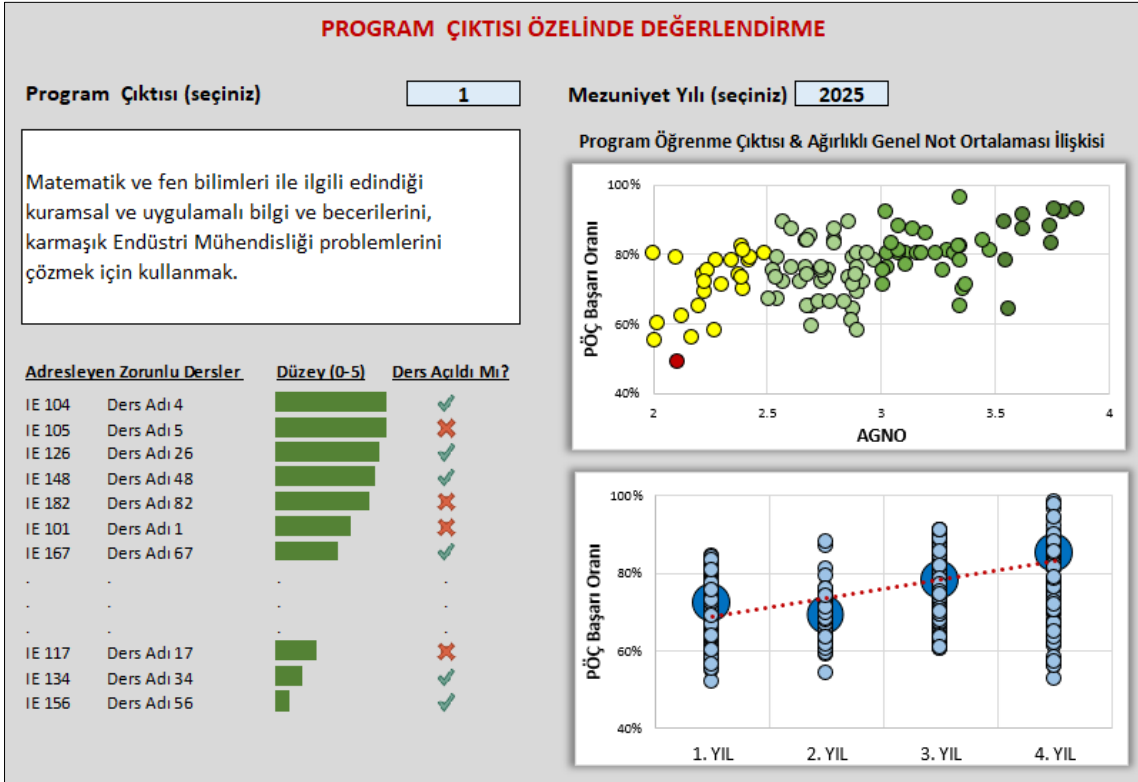 PROGRAM ÇIKTISI ÖZELİNDE DEĞERLENDİRME
Program Çıktısı (seçiniz) 1
Matematik ve fen bilimleri ile ilgili edindiği
kuramsal ve uygulamalı bilgi ve becerilerini,
karmaşık Endüstri Mühendisliği problemlerini
çözmek için kullanmak.
Adresleyen Zorunlu Dersler Düzey (0-5) Ders Açıldı Mı?
IE 104 Ders Adı 4
IE 105 Ders Adı 5
IE 126 Ders Adı 26
IE 148 Ders Adı 48
IE 182 Ders Adı 82
IE 101 Ders Adı 1
IE 167 Ders Adı 67
. . .
. . .
. . .
IE 117 Ders Adı 17
IE 134 Ders Adı 34
IE 156 Ders Adı 56
Mezuniyet Yılı (seçiniz) 2025
Program Öğrenme Çıktısı & Ağırlıklı Genel Not Ortalaması İlişkisi
PÖÇ Başarı Oranı
100%
80%
60%
40%
2 2.5 3 3.5 4
AGNO
PÖÇ Başarı Oranı
100%
80%
60%
40%
1. YIL 2. YIL 3. YIL 4. YIL